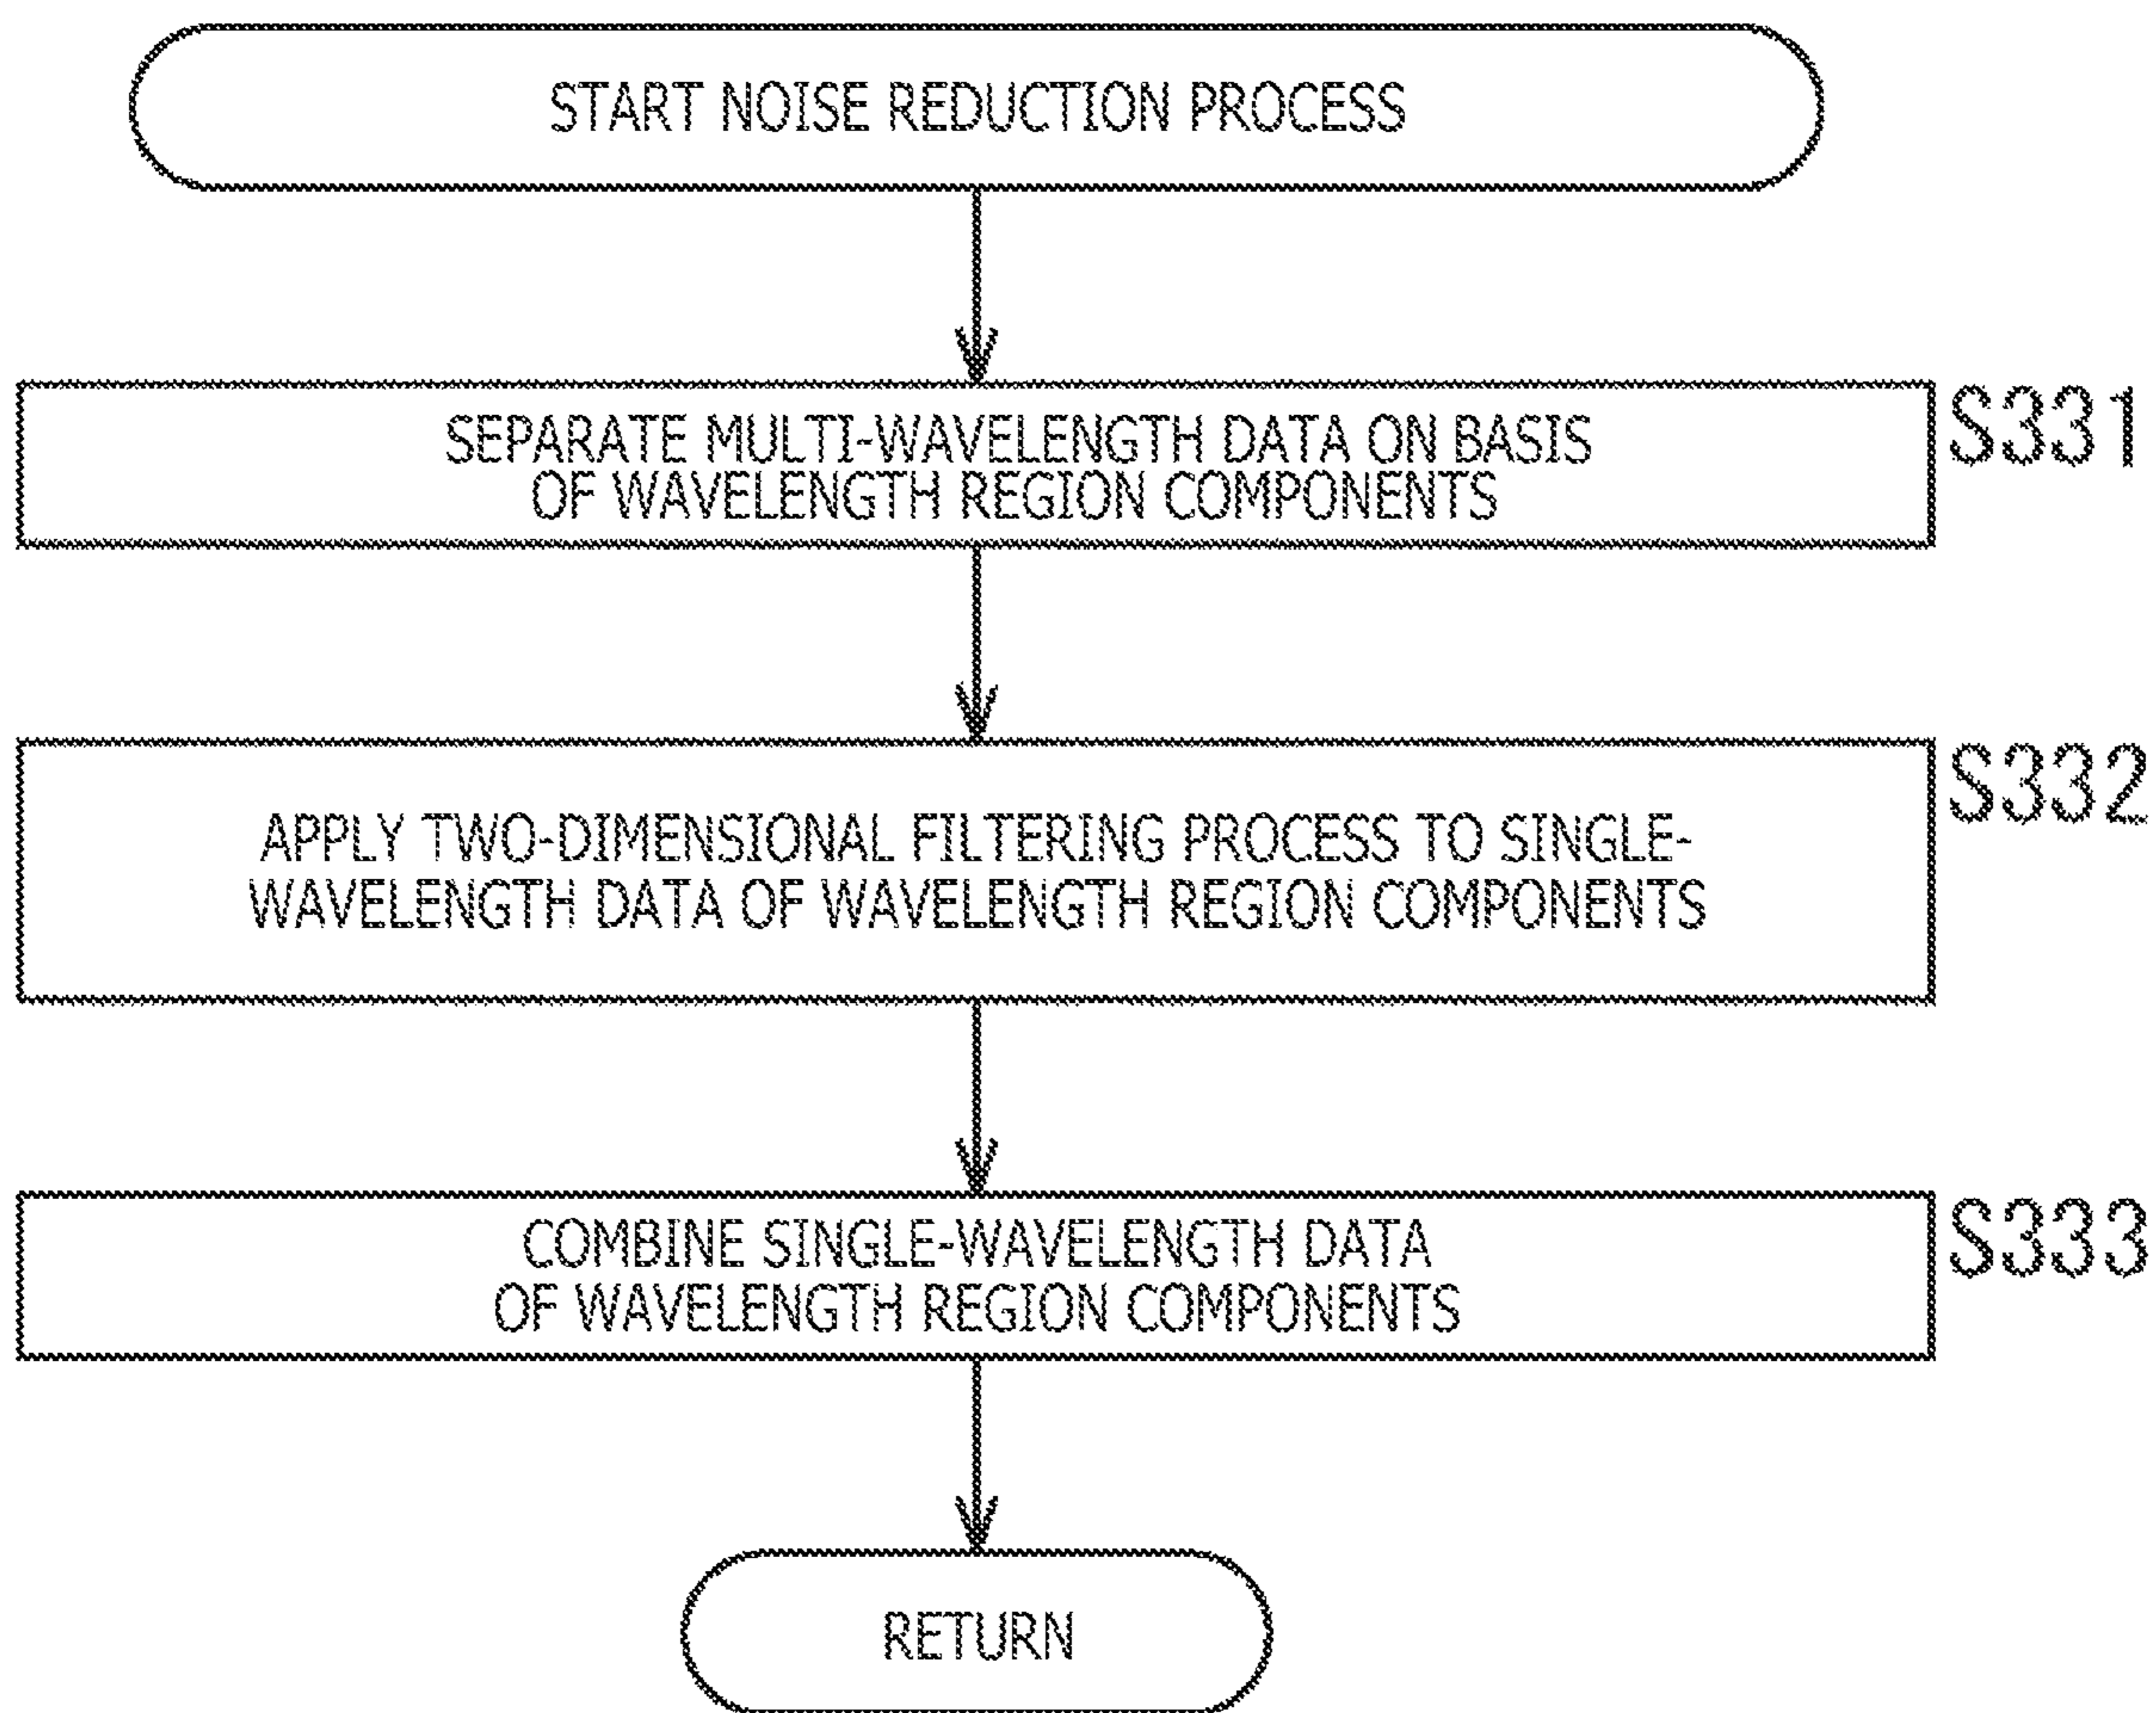 START NOISE REDUCTION PROCESS
SEPARATE MULTI-WAVELENGTH DATA ON BASIS
OF WAVELENGTH REGION COMPONENTS
S331
APPLY TWO-DIMENSIONAL FILTERING PROCESS TO SINGLE-
WAVELENGTH DATA OF WAVELENGTH REGION COMPONENTS
S332
COMBINE SINGLE-WAVELENGTH DATA
OF WAVELENGTH REGION COMPONENTS
S333
RETURN